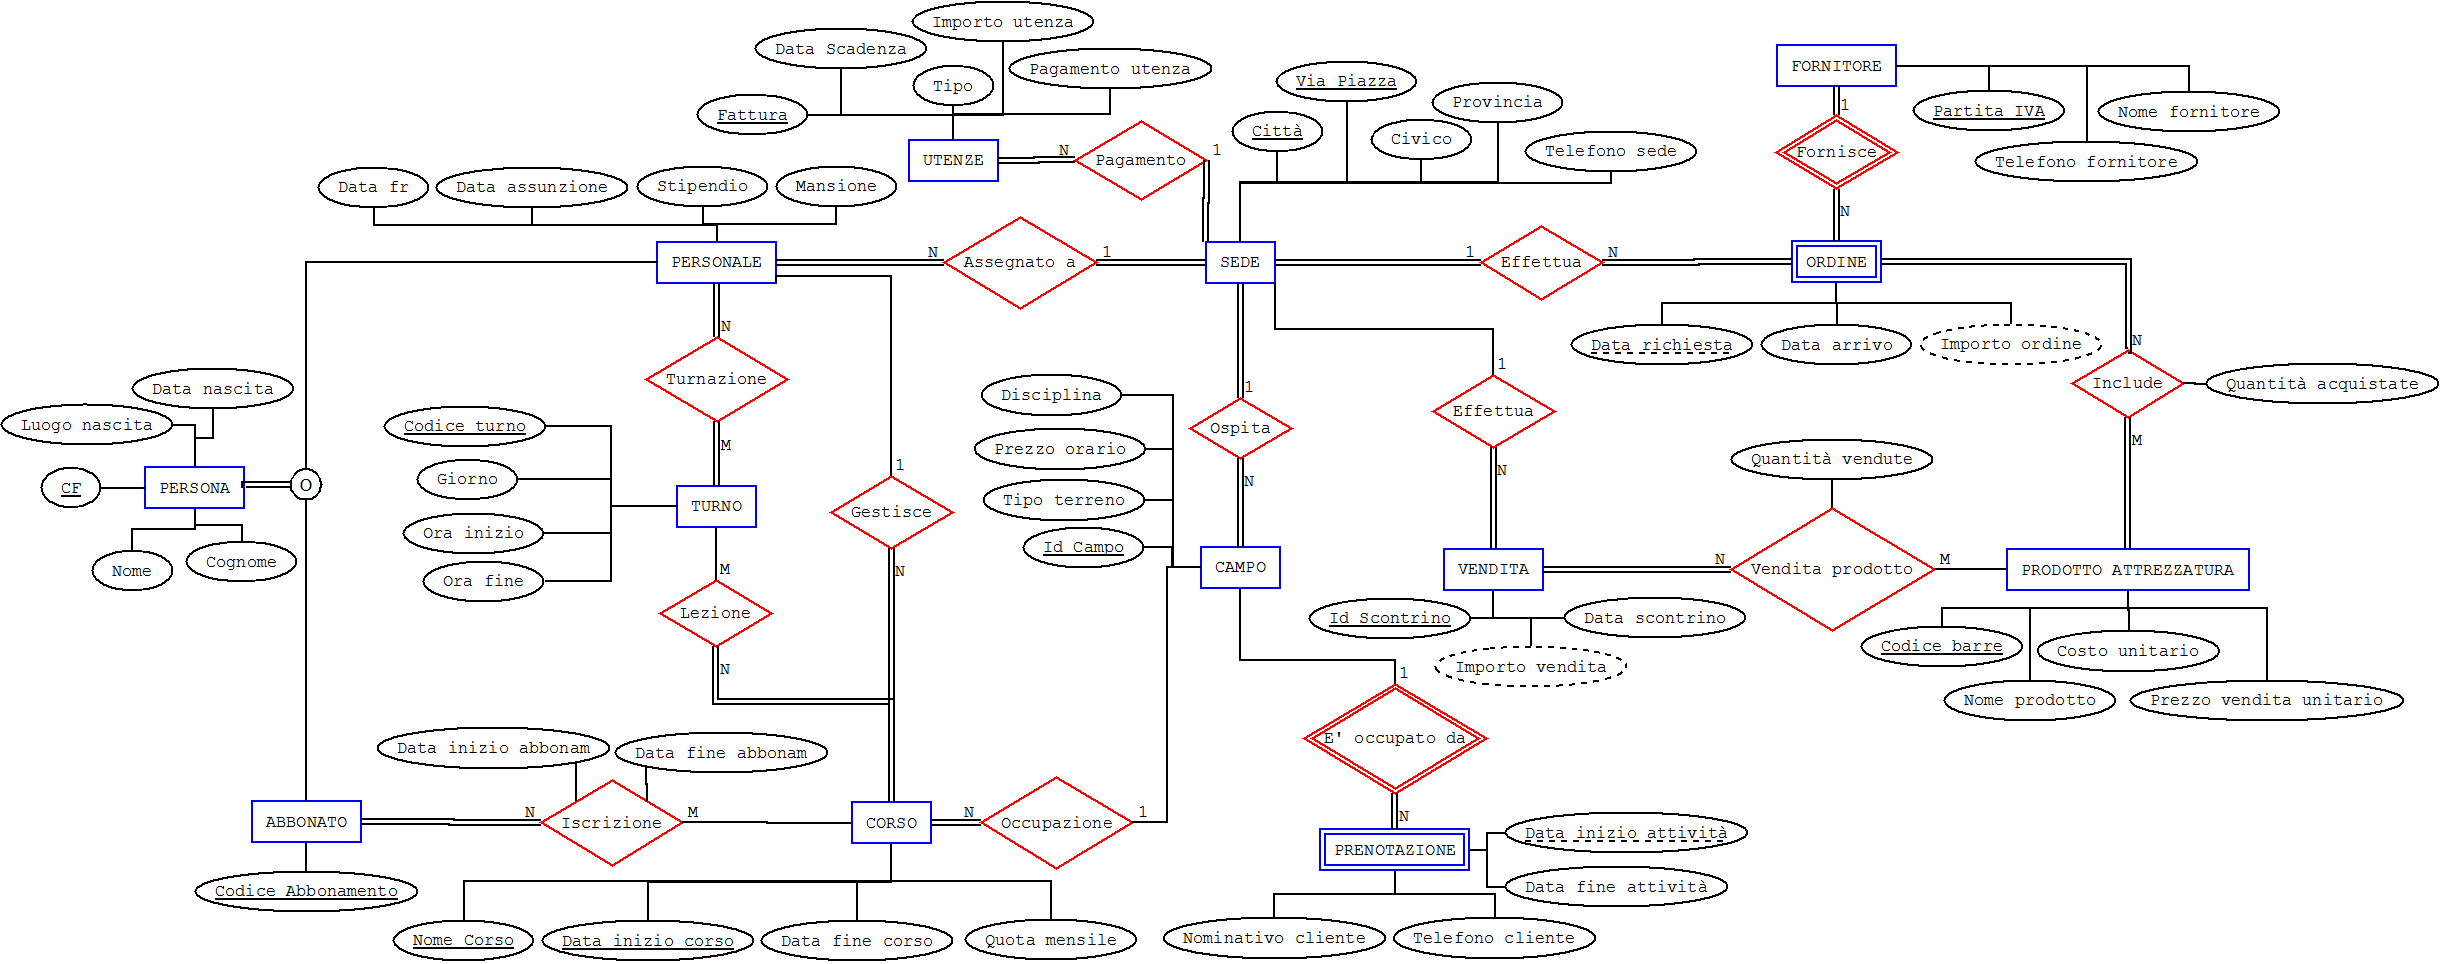 Importo utenza
Data Scadenza
Pagamento utenza
Tipo
Fattura
UTENZE
N
Pagamento
1
Via Piazza
Provincia
Città
Civico
Telefono sede
FORNITORE
1
Partita IVA
Nome fornitore
Telefono fornitore
Fornisce
N
Data fr
Data assunzione
Stipendio
Mansione
PERSONALE
N
Assegnato a
1
SEDE
1
Effettua
N
ORDINE
Data richiesta
Data arrivo
Importo ordine
N
Include
Quantità acquistate
M
N
Turnazione
M
Data nascita
Luogo nascita
CF
PERSONA
O
Nome
Cognome
Codice turno
Giorno
Ora inizio
Ora fine
TURNO
M
Lezione
N
1
Gestisce
N
Disciplina
Prezzo orario
Tipo terreno
Id Campo
1
Ospita
N
CAMPO
1
Effettua
N
VENDITA
N
Quantità vendute
Vendita prodotto
M
PRODOTTO ATTREZZATURA
Id Scontrino
Data scontrino
Importo vendita
Codice barre
Costo unitario
Nome prodotto
Prezzo vendita unitario
1
E' occupato da
N
PRENOTAZIONE
Data inizio attività
Data fine attività
Nominativo cliente
Telefono cliente
Data inizio abbonam
Data fine abbonam
ABBONATO
N
Iscrizione
M
CORSO
N
Occupazione
1
Codice Abbonamento
Nome Corso
Data inizio corso
Data fine corso
Quota mensile